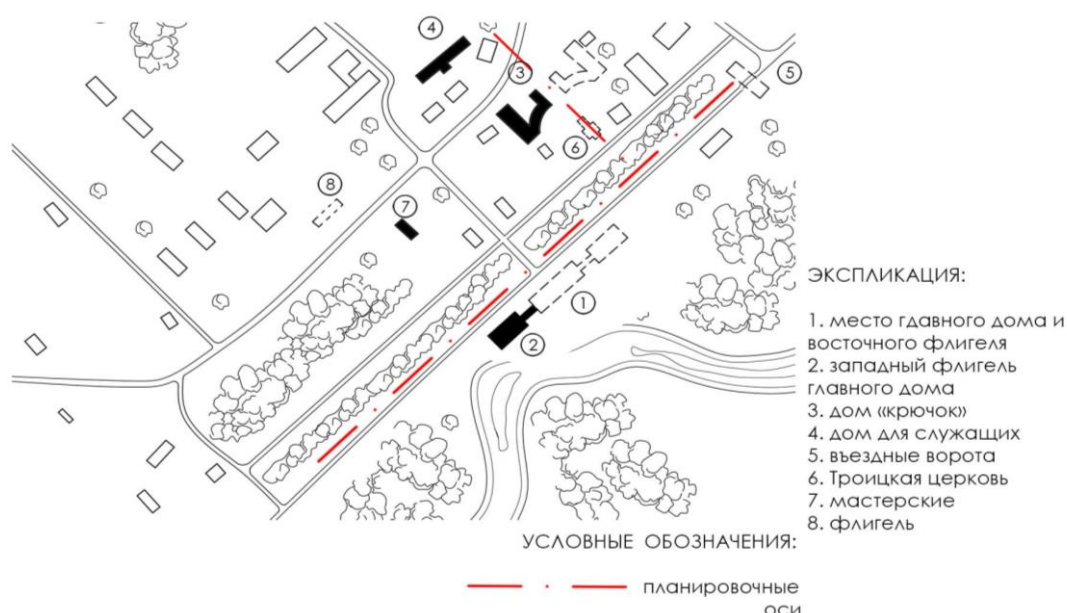 4
3
5
6
8
7
1
2
ЭКСПЛИКАЦИЯ:
1. место гдавного дома и
восточного флигеля
2. западный флигель
главного дома
3. дом «крючок»
4. дом для служащих
5. въездные ворота
6. Троицкая церковь
7. мастерские
8. флигель
УСЛОВНЫЕ ОБОЗНАЧЕНИЯ:
планировочные
оси